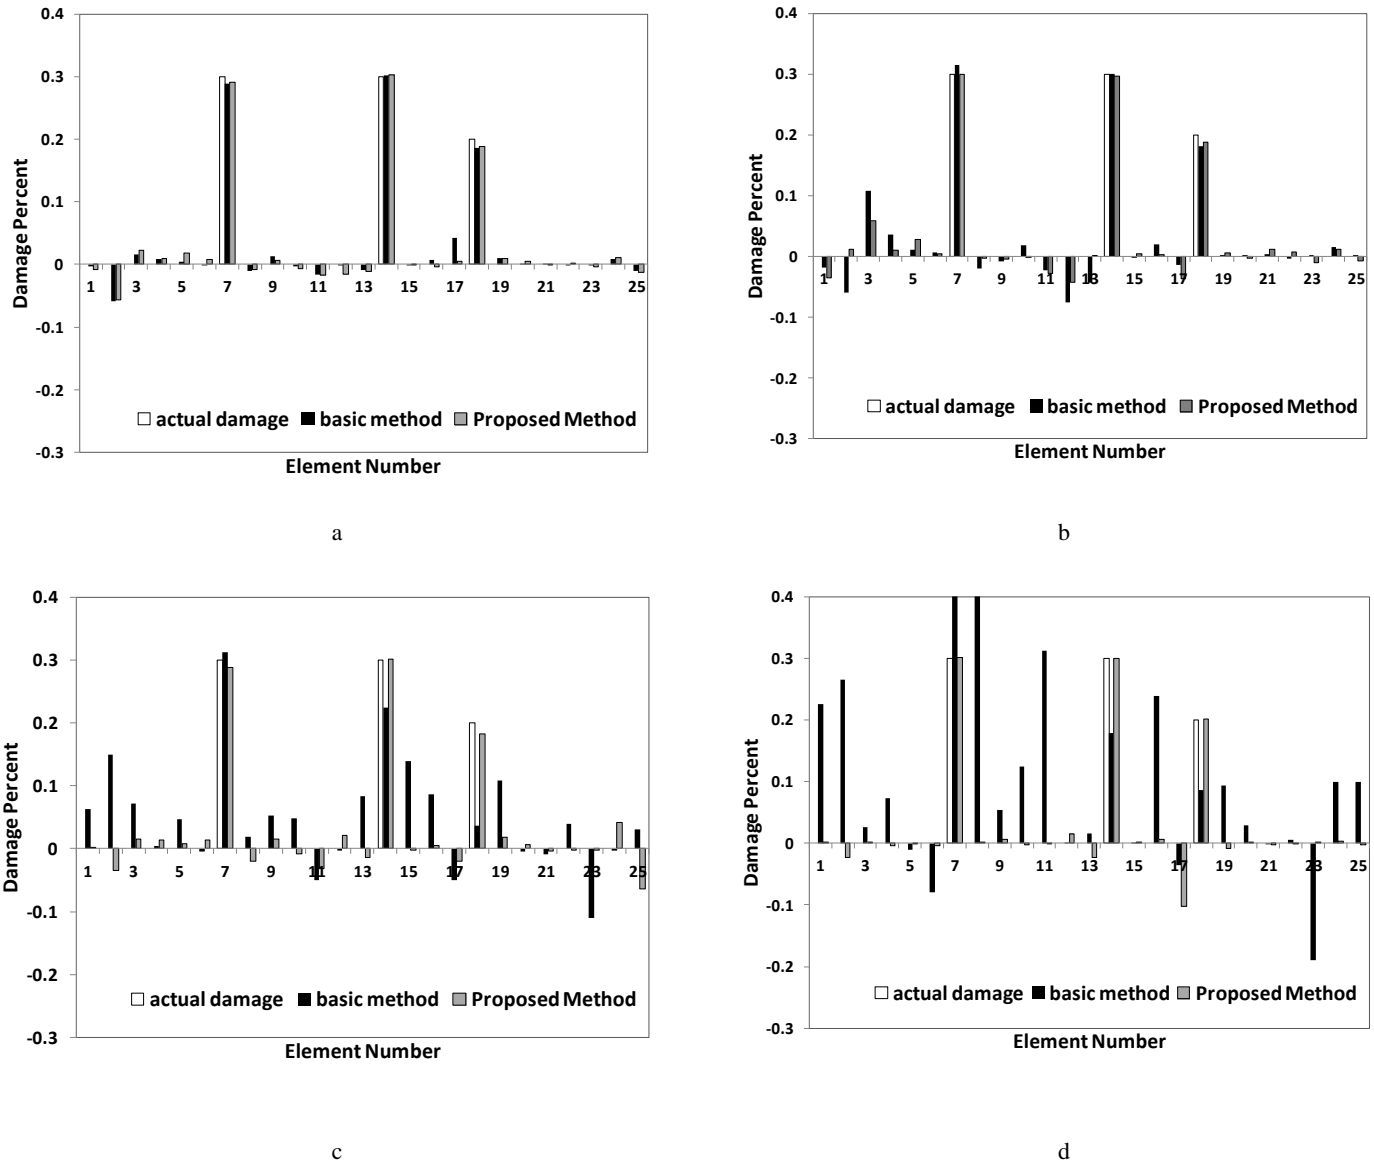 0.4
0.3
0.2
0.1
0
-0.1
-0.2
-0.3
Damage Percent
1 3 5 7 9 11 13 15 17 19 21 23 25
actual damage basic method Proposed Method
Element Number
a
0.4
0.3
0.2
0.1
0
-0.1
-0.2
-0.3
Damage Percent
1 3 5 7 9 11 13 15 17 19 21 23 25
actual damage basic method Proposed Method
Element Number
b
0.4
0.3
0.2
0.1
0
-0.1
-0.2
-0.3
Damage Percent
1 3 5 7 9 11 13 15 17 19 21 23 25
actual damage basic method Proposed Method
Element Number
c
0.4
0.3
0.2
0.1
0
-0.1
-0.2
-0.3
Damage Percent
1 3 5 7 9 11 13 15 17 19 21 23 25
actual damage basic method Proposed Method
Element Number
d